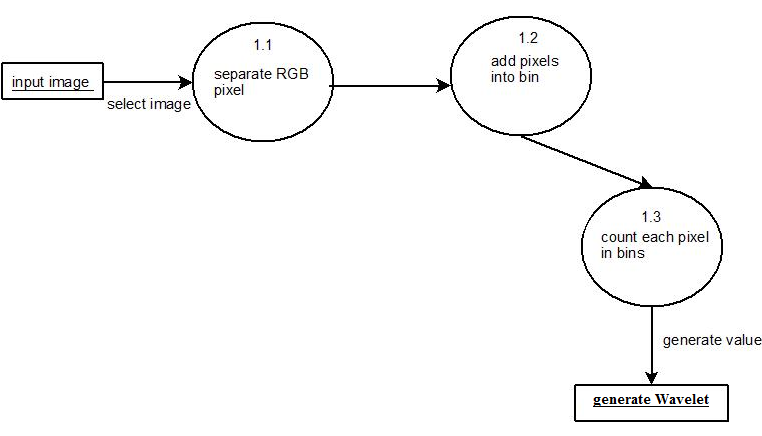 input image
select image
1.1
separate RGB
pixel
1.2
add pixels
into bin
1.3
count each pixel
in bins
generate value
generate Wavelet